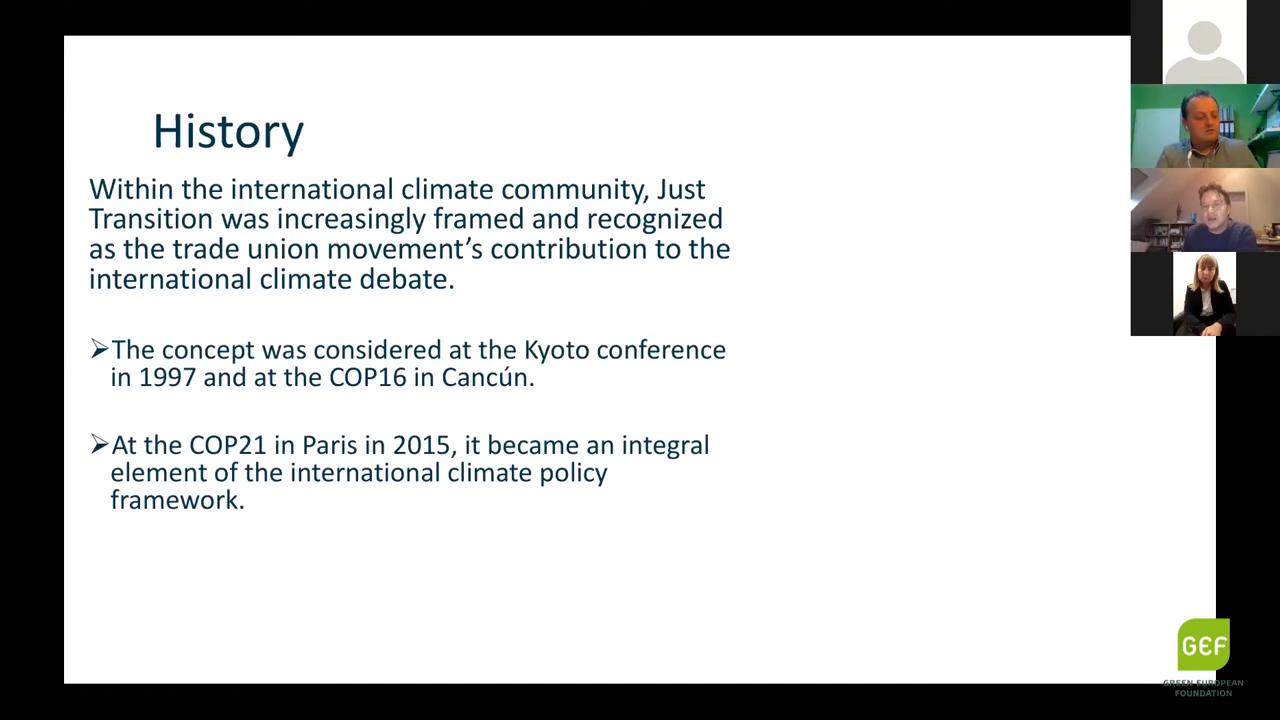 History
Within the international climate community, Just
Transition was increasingly framed and recognized
as the trade union movement’s contribution to the
international climate debate.
➢The concept was considered at the Kyoto conference
in 1997 and at the COP16 in Cancún.
➢At the COP21 in Paris in 2015, it became an integral
element of the international climate policy
framework.
GEF
GREEN EUROPEAN
FOUNDATION